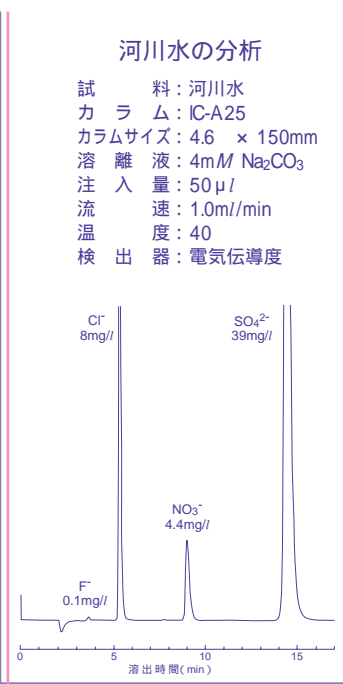 河川水の分析
試料：河川水
カラム：IC-A25
カラムサイズ：4.6 × 150mm
溶離液：4mM Na₂CO₃
注入量：50μl
流速：1.0ml/min
温度：40
検出器：電気伝導度
Cl⁻
8mg/l
SO₄²⁻
39mg/l
NO₃⁻
4.4mg/l
F⁻
0.1mg/l
0 5 10 15
溶出時間(min)